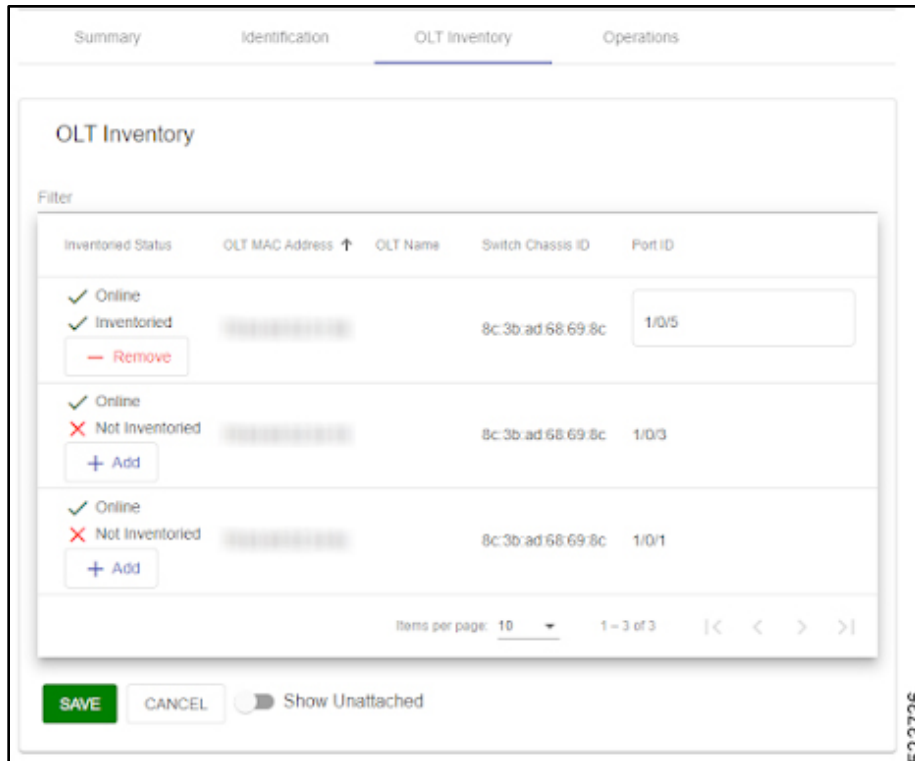 Summary Identification OLT Inventory Operations
OLT Inventory
Filter
Inventoried Status OLT MAC Address OLT Name Switch Chassis ID Port ID
Online
Inventoried
Remove
8c:3b:ad:68:69:8c 1/0/5
Online
Not Inventoried
Add
8c:3b:ad:68:69:8c 1/0/3
Online
Not Inventoried
Add
8c:3b:ad:68:69:8c 1/0/1
Items per page: 10 1 – 3 of 3
SAVE CANCEL Show Unattached